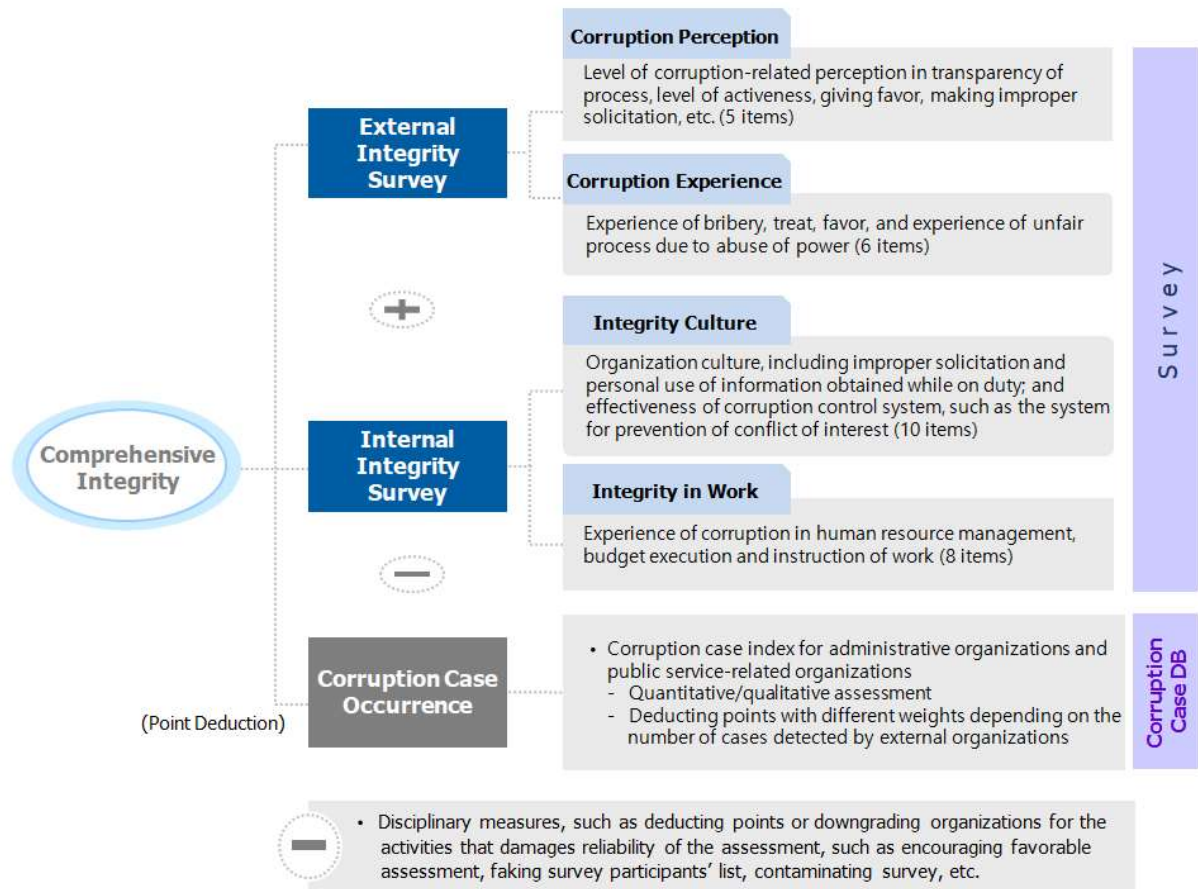 Corruption Perception
Level of corruption-related perception in transparency of
process, level of activeness, giving favor, making improper
solicitation, etc. (5 items)
External
Integrity
Survey
Corruption Experience
Experience of bribery, treat, favor, and experience of unfair
process due to abuse of power (6 items)
+
Integrity Culture
Organization culture, including improper solicitation and
personal use of information obtained while on duty; and
effectiveness of corruption control system, such as the system
for prevention of conflict of interest (10 items)
Survey
Comprehensive
Integrity
Internal
Integrity
Survey
Integrity in Work
Experience of corruption in human resource management,
budget execution and instruction of work (8 items)
−
Corruption Case
Occurrence
(Point Deduction)
• Corruption case index for administrative organizations and
public service-related organizations
- Quantitative/qualitative assessment
- Deducting points with different weights depending on the
number of cases detected by external organizations
Corruption
Case DB
−
• Disciplinary measures, such as deducting points or downgrading organizations for the
activities that damages reliability of the assessment, such as encouraging favorable
assessment, faking survey participants' list, contaminating survey, etc.